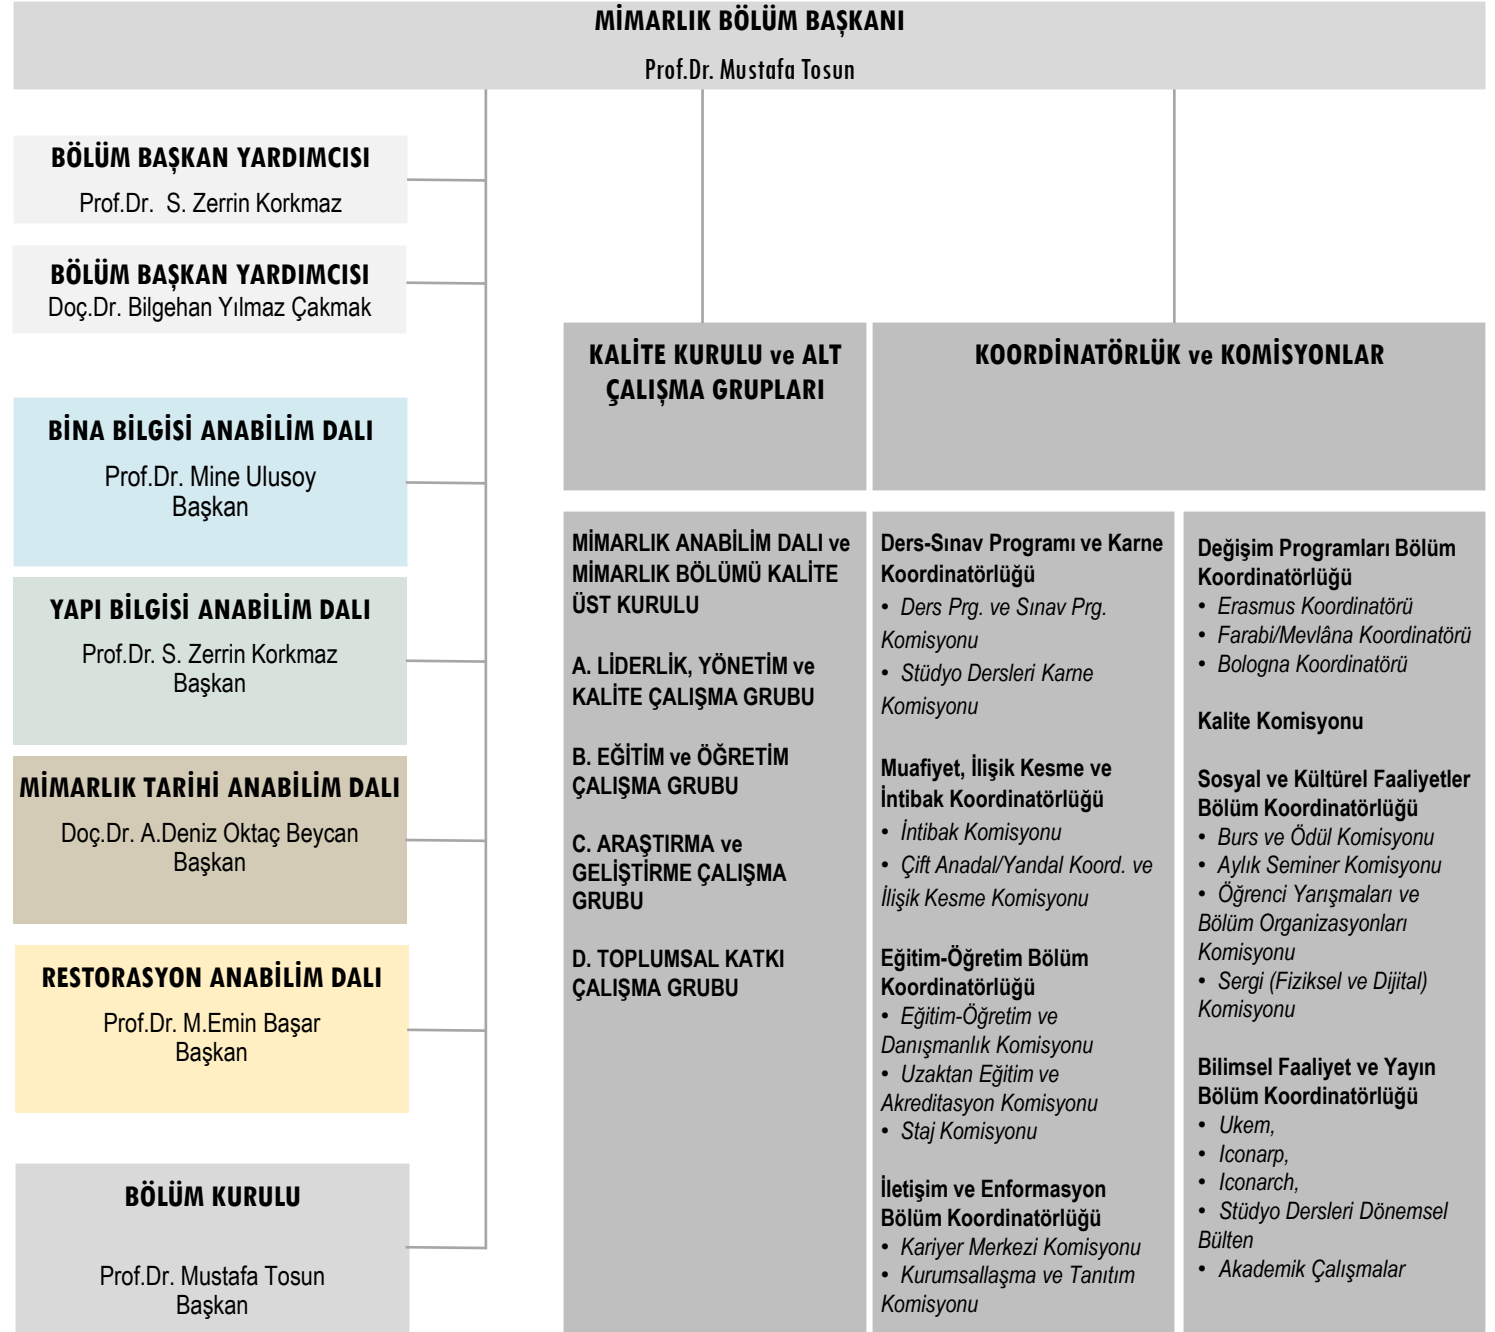 MİMARLIK BÖLÜM BAŞKANI
Prof.Dr. Mustafa Tosun
BÖLÜM BAŞKAN YARDIMCISI
Prof.Dr. S. Zerrin Korkmaz
BÖLÜM BAŞKAN YARDIMCISI
Doç.Dr. Bilgehan Yılmaz Çakmak
BİNA BİLGİSİ ANABİLİM DALI
Prof.Dr. Mine Ulusoy
Başkan
YAPI BİLGİSİ ANABİLİM DALI
Prof.Dr. S. Zerrin Korkmaz
Başkan
MİMARLIK TARİHİ ANABİLİM DALI
Doç.Dr. A.Deniz Oktaç Beycan
Başkan
RESTORASYON ANABİLİM DALI
Prof.Dr. M.Emin Başar
Başkan
BÖLÜM KURULU
Prof.Dr. Mustafa Tosun
Başkan
KALİTE KURULU ve ALT
ÇALIŞMA GRUPLARI
MİMARLIK ANABİLİM DALI ve
MİMARLIK BÖLÜMÜ KALİTE
ÜST KURULU
A. LİDERLİK, YÖNETİM ve
KALİTE ÇALIŞMA GRUBU
B. EĞİTİM ve ÖĞRETİM
ÇALIŞMA GRUBU
C. ARAŞTIRMA ve
GELİŞTİRME ÇALIŞMA
GRUBU
D. TOPLUMSAL KATKI
ÇALIŞMA GRUBU
KOORDİNATÖRLÜK ve KOMİSYONLAR
Ders-Sınav Programı ve Karne
Koordinatörlüğü
• Ders Prg. ve Sınav Prg.
Komisyonu
• Stüdyo Dersleri Karne
Komisyonu
Muafiyet, İlişik Kesme ve
İntibak Koordinatörlüğü
• İntibak Komisyonu
• Çift Anadal/Yandal Koord. ve
İlişik Kesme Komisyonu
Eğitim-Öğretim Bölüm
Koordinatörlüğü
• Eğitim-Öğretim ve
Danışmanlık Komisyonu
• Uzaktan Eğitim ve
Akreditasyon Komisyonu
• Staj Komisyonu
İletişim ve Enformasyon
Bölüm Koordinatörlüğü
• Kariyer Merkezi Komisyonu
• Kurumsallaşma ve Tanıtım
Komisyonu
Değişim Programları Bölüm
Koordinatörlüğü
• Erasmus Koordinatörü
• Farabi/Mevlâna Koordinatörü
• Bologna Koordinatörü
Kalite Komisyonu
Sosyal ve Kültürel Faaliyetler
Bölüm Koordinatörlüğü
• Burs ve Ödül Komisyonu
• Aylık Seminer Komisyonu
• Öğrenci Yarışmaları ve
Bölüm Organizasyonları
Komisyonu
• Sergi (Fiziksel ve Dijital)
Komisyonu
Bilimsel Faaliyet ve Yayın
Bölüm Koordinatörlüğü
• Ukem,
• Iconarp,
• Iconarch,
• Stüdyo Dersleri Dönemsel
Bülten
• Akademik Çalışmalar